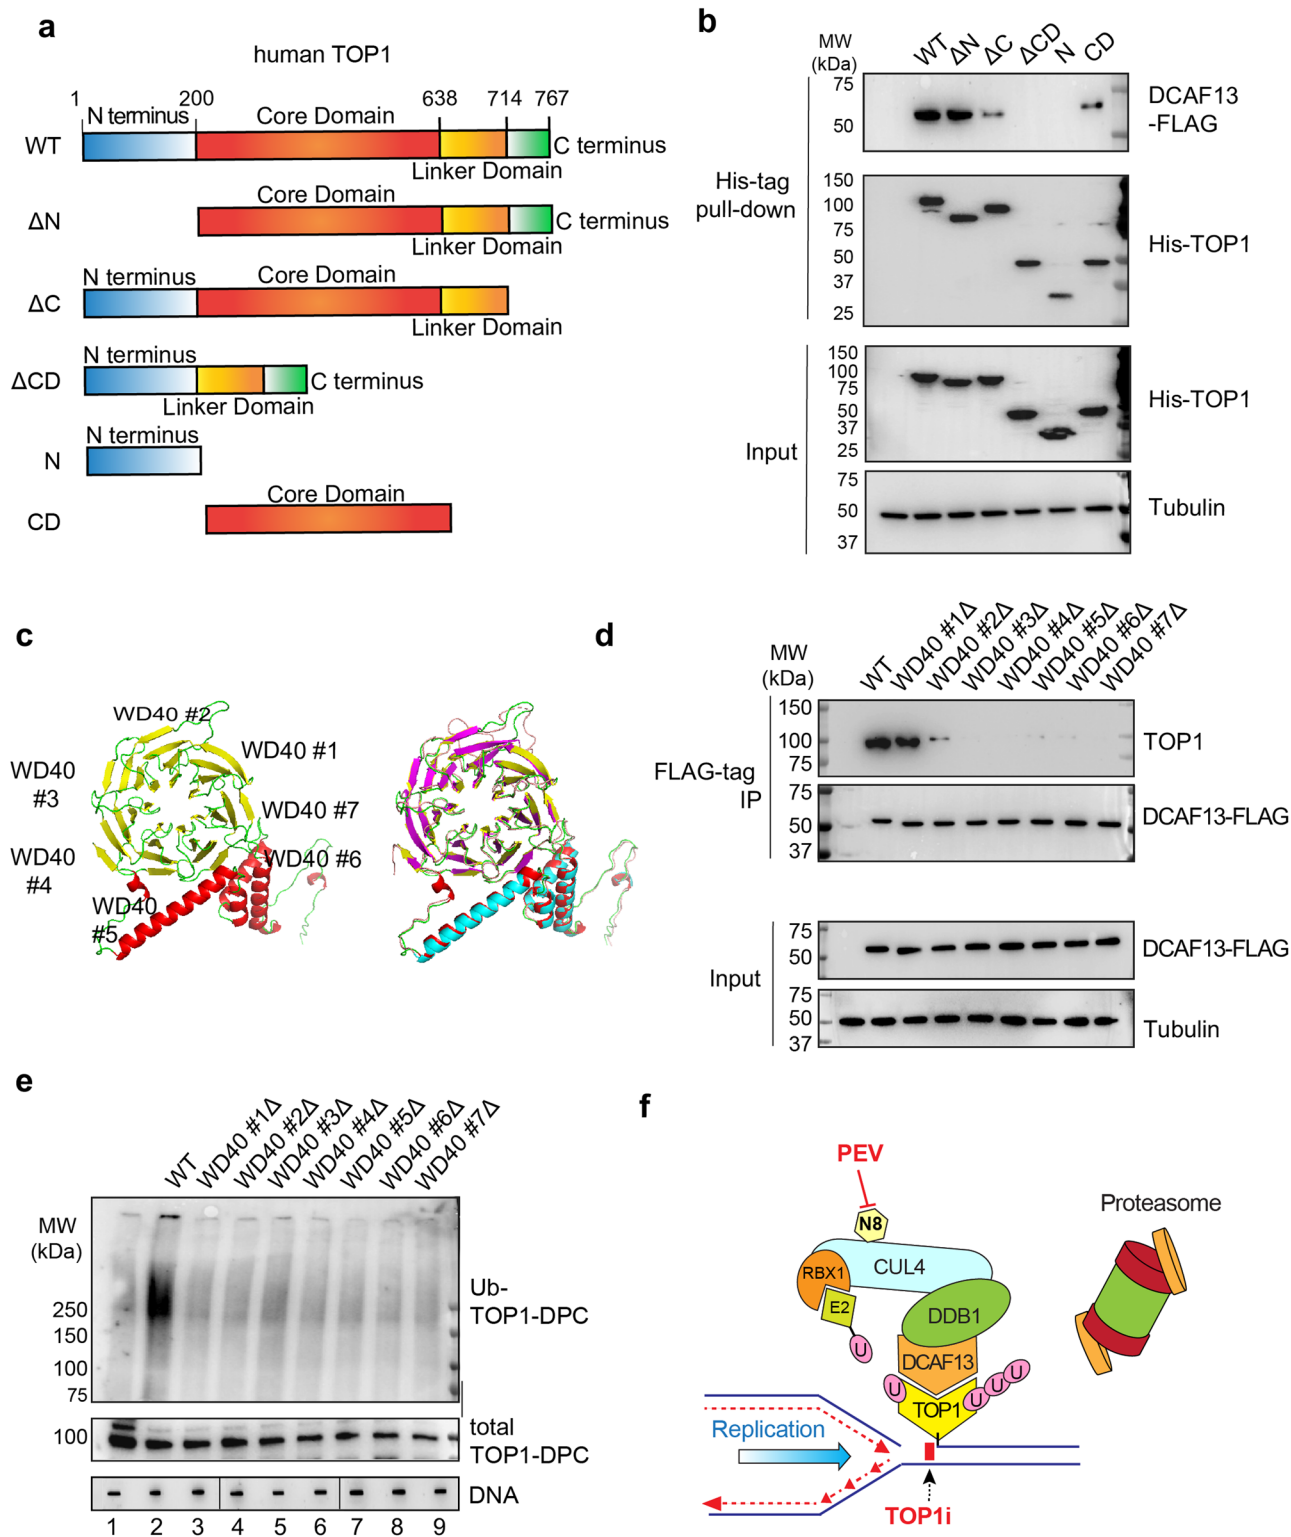 a
human TOP1
1 200 638 714 767
N terminus Core Domain
WT C terminus
Linker Domain
Core Domain
ΔN C terminus
Linker Domain
N terminus Core Domain
ΔC
Linker Domain
N terminus
ΔCD C terminus
Linker Domain
N terminus
N
Core Domain
CD
b
MW
(kDa)
WT ΔN ΔC ΔCD N CD
75
50
DCAF13
-FLAG
His-tag
pull-down
150
100
75
50
37
25
His-TOP1
Input
150
100
75
50
37
25
His-TOP1
75
50
37
Tubulin
c
WD40 #2
WD40 #1
WD40
#3
WD40 #7
WD40
#4
WD40 #6
WD40
#5
d
MW
(kDa)
WT
WD40 #1Δ
WD40 #2Δ
WD40 #3Δ
WD40 #4Δ
WD40 #5Δ
WD40 #6Δ
WD40 #7Δ
FLAG-tag
IP
150
100
75
TOP1
75
50
37
DCAF13-FLAG
Input
75
50
DCAF13-FLAG
75
50
37
Tubulin
e
WT
WD40 #1Δ
WD40 #2Δ
WD40 #3Δ
WD40 #4Δ
WD40 #5Δ
WD40 #6Δ
WD40 #7Δ
MW
(kDa)
250
150
100
75
Ub-
TOP1-DPC
100
total
TOP1-DPC
DNA
1 2 3 4 5 6 7 8 9
f
PEV
N8
Proteasome
RBX1
CUL4
E2
DDB1
U
DCAF13
U
TOP1
U
U
U
Replication
TOP1i